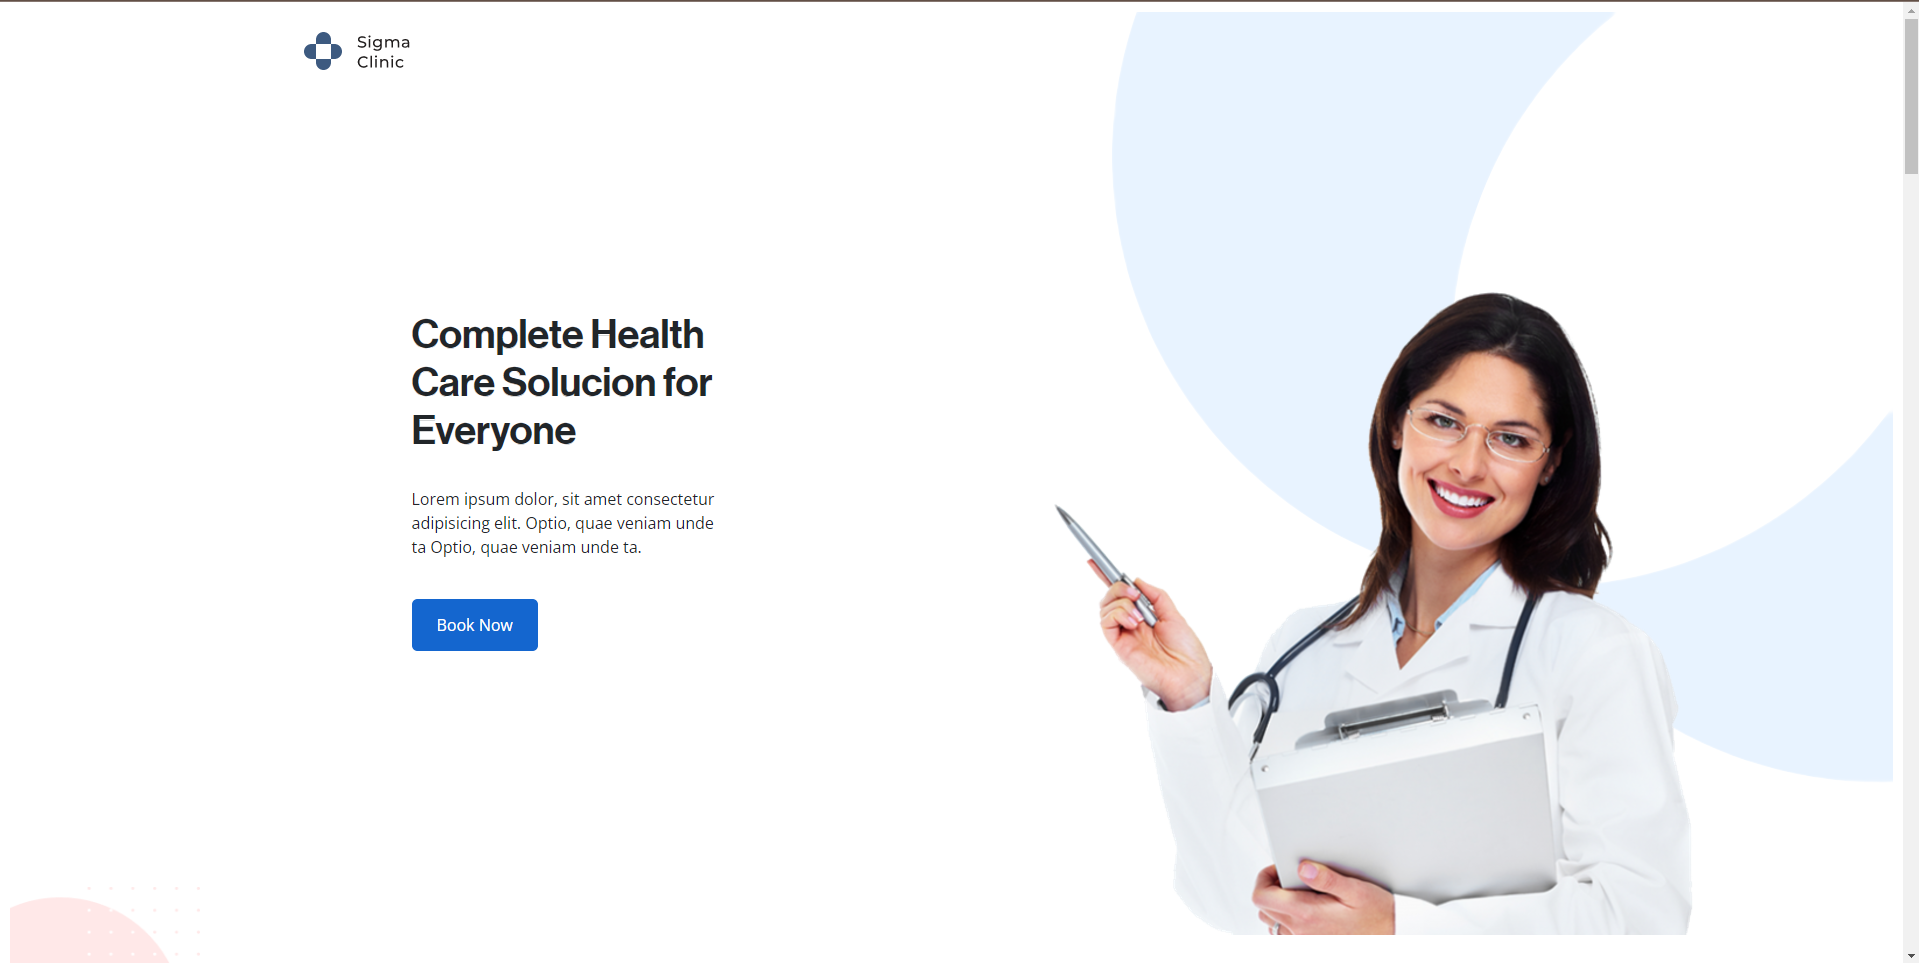 Sigma
Clinic
Complete Health
Care Solucion for
Everyone
Lorem ipsum dolor, sit amet consectetur
adipisicing elit. Optio, quae veniam unde
ta Optio, quae veniam unde ta.
Book Now